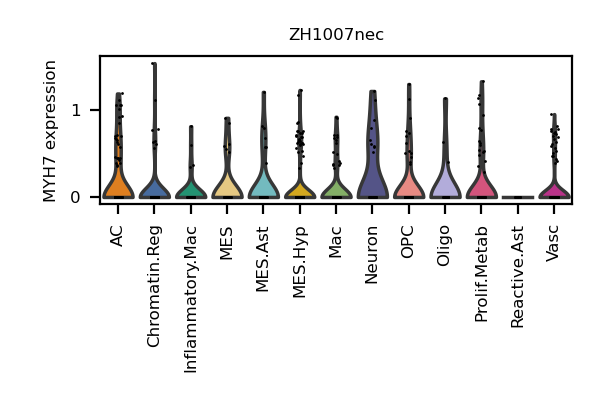 ZH1007nec
MYH7 expression
1
0
AC
Chromatin.Reg
Inflammatory.Mac
MES
MES.Ast
MES.Hyp
Mac
Neuron
OPC
Oligo
Prolif.Metab
Reactive.Ast
Vasc